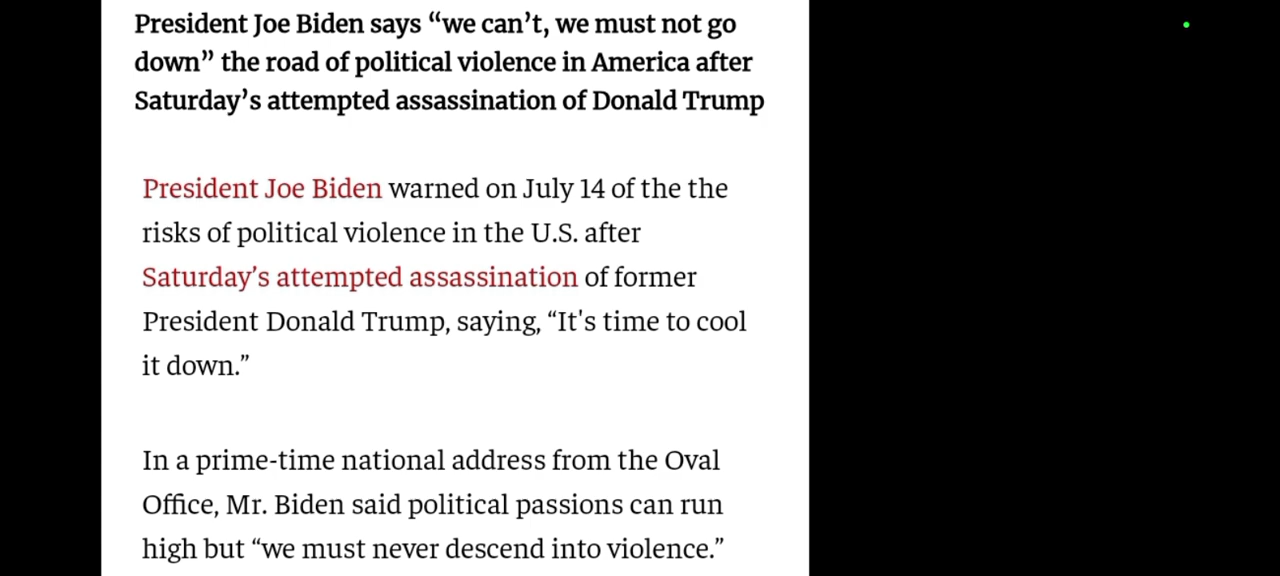 President Joe Biden says “we can’t, we must not go
down” the road of political violence in America after
Saturday’s attempted assassination of Donald Trump
President Joe Biden warned on July 14 of the the
risks of political violence in the U.S. after
Saturday’s attempted assassination of former
President Donald Trump, saying, “It's time to cool
it down.”
In a prime-time national address from the Oval
Office, Mr. Biden said political passions can run
high but “we must never descend into violence.”